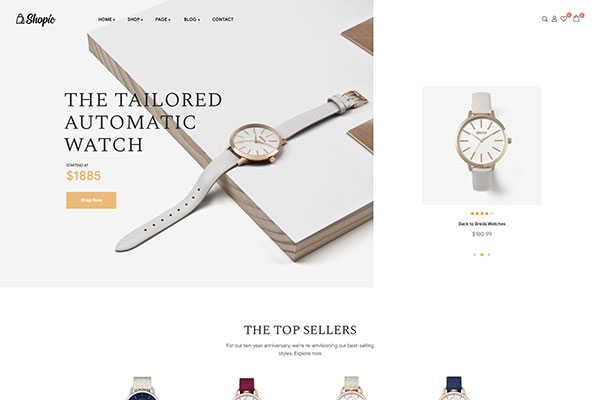 Shopic
HOME
SHOP
PAGE
BLOG
CONTACT
THE TAILORED
AUTOMATIC
WATCH
STARTING AT
$1885
Shop Now
BREDA
Back to Breda Watches
$180.99
THE TOP SELLERS
For our ten-year anniversary, we're re-envisioning our best-selling
styles. Explore now